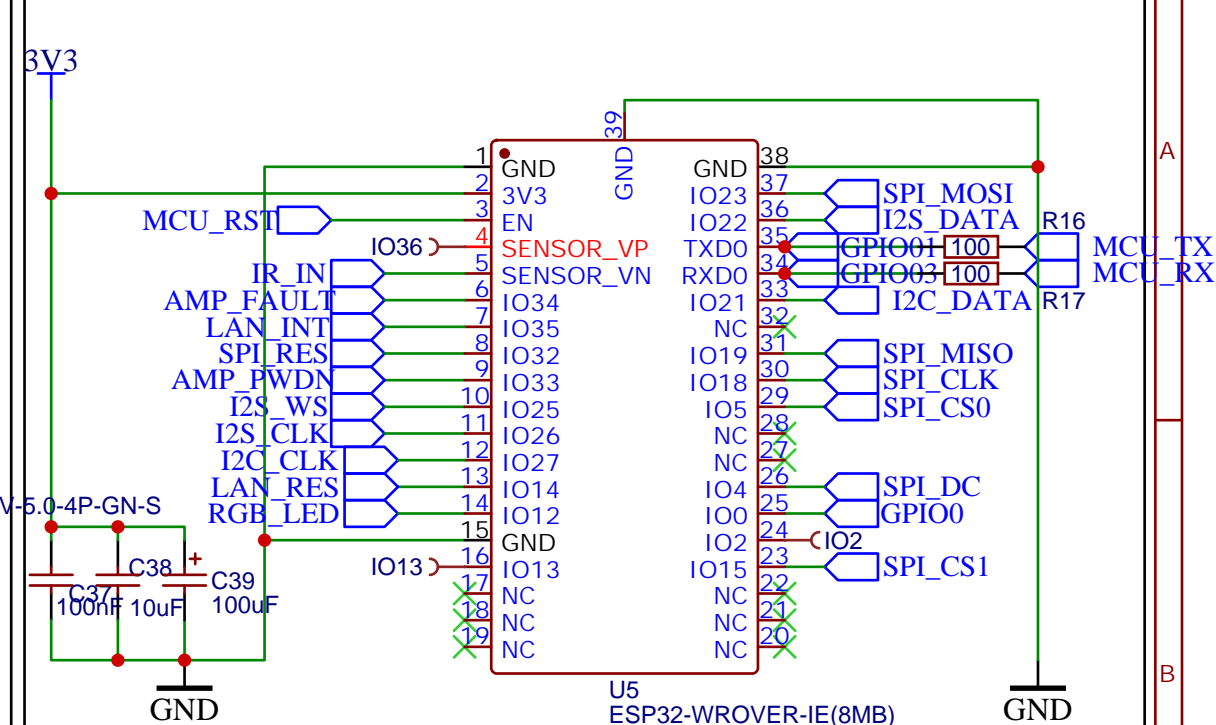 3V3
39
A
1 GND GND GND 38
2 3V3 IO23 37 SPI_MOSI
MCU_RST 3 EN IO22 36 I2S_DATA R16
IO36 4 SENSOR_VP TXD0 35 GPIO01 100 MCU_TX
IR_IN 5 SENSOR_VN RXD0 34 GPIO03 100 MCU_RX
AMP_FAULT 6 IO34 IO21 33 I2C_DATA R17
LAN_INT 7 IO35 NC 32
SPI_RES 8 IO32 IO19 31 SPI_MISO
AMP_PWDN 9 IO33 IO18 30 SPI_CLK
I2S_WS 10 IO25 IO5 29 SPI_CS0
I2S_CLK 11 IO26 NC 28
I2C_CLK 12 IO27 NC 27
LAN_RES 13 IO14 IO4 26 SPI_DC
V-5.0-4P-GN-S RGB_LED 14 IO12 IO0 25 GPIO0
15 GND IO2 24 IO2
C38 + IO13 16 IO13 IO15 23 SPI_CS1
C37 C39 17 NC NC 22
100nF 10uF 100uF 18 NC NC 21
19 NC NC 20
B
GND U5 GND
ESP32-WROVER-IE(8MB)